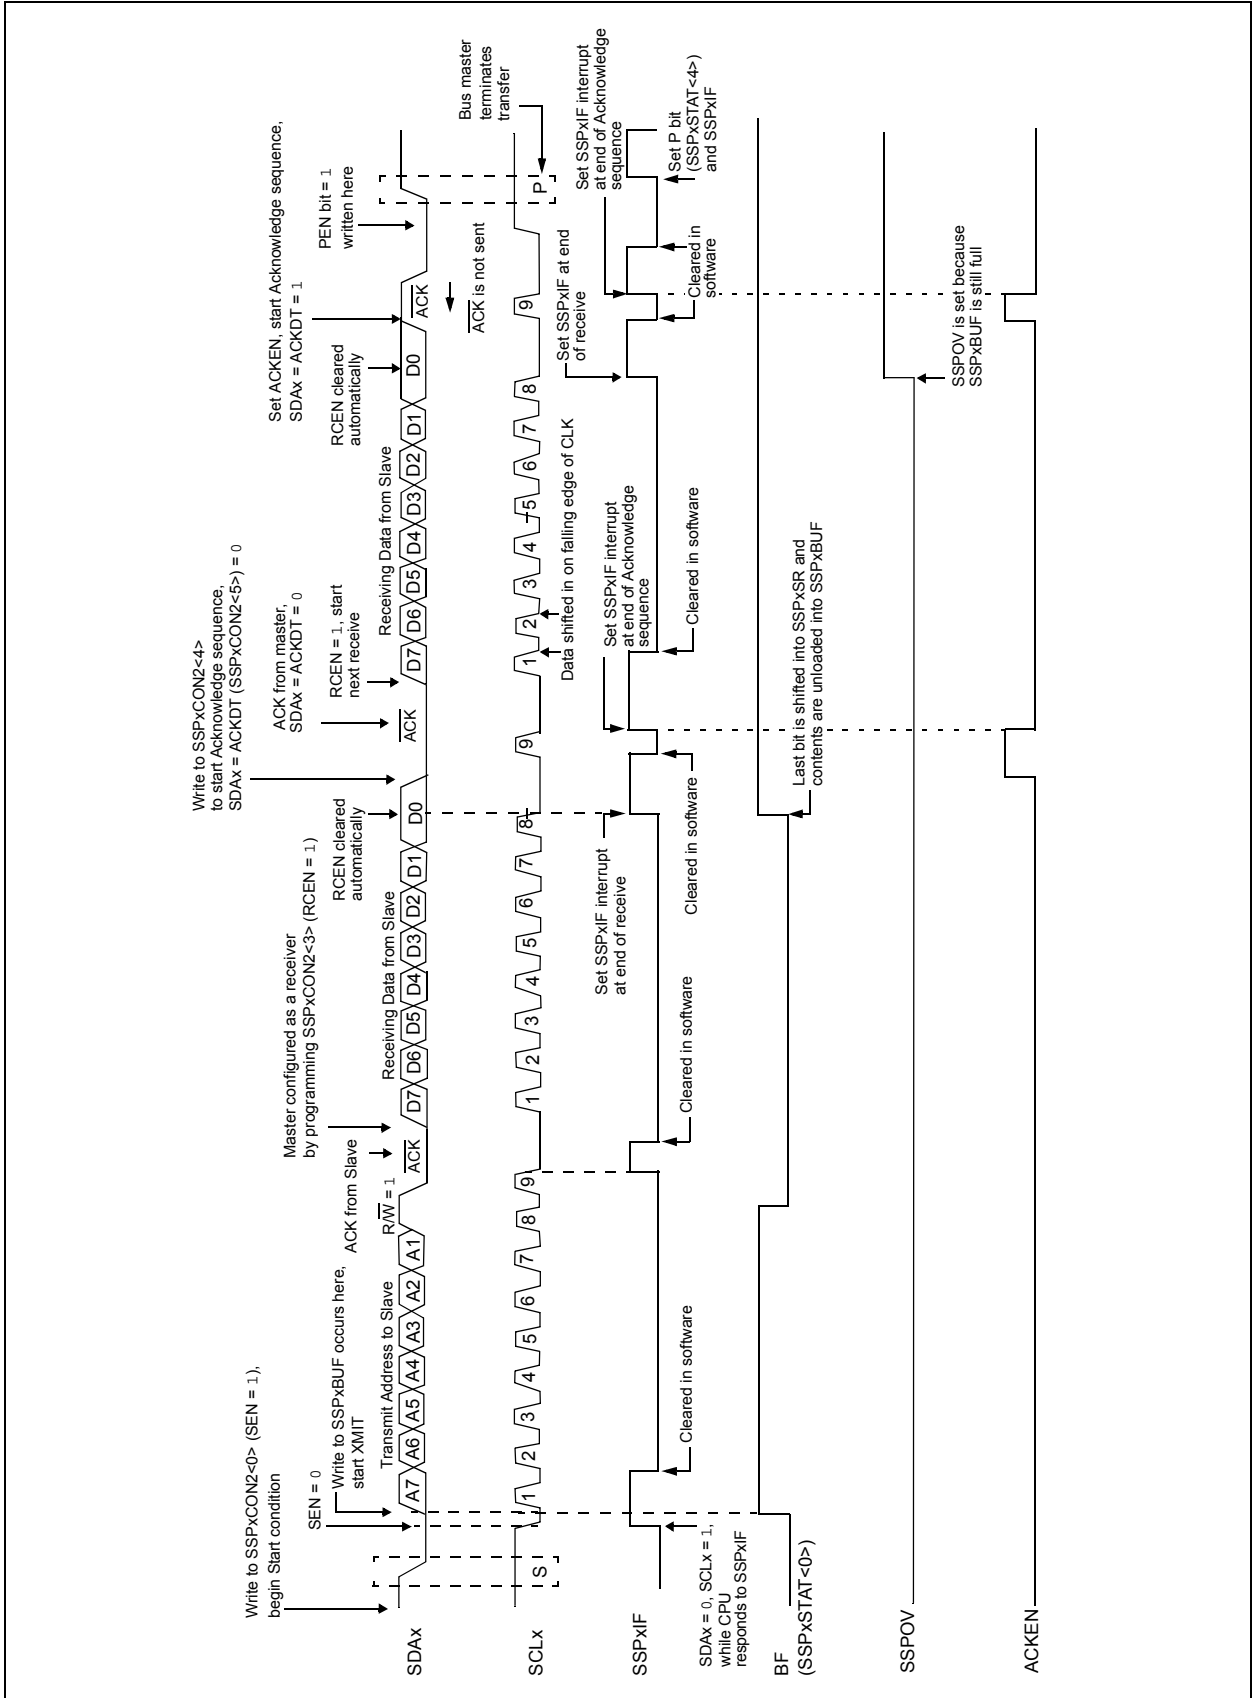 Write to SSPxCON2<0> (SEN = 1),
begin Start condition
SEN = 0
Write to SSPxBUF occurs here,
start XMIT
Transmit Address to Slave
ACK from Slave
R/W = 1
Master configured as a receiver
by programming SSPxCON2<3> (RCEN = 1)
Receiving Data from Slave
RCEN cleared
automatically
Write to SSPxCON2<4>
to start Acknowledge sequence,
SDAx = ACKDT (SSPxCON2<5>) = 0
ACK from master,
SDAx = ACKDT = 0
RCEN = 1, start
next receive
Receiving Data from Slave
RCEN cleared
automatically
Set ACKEN, start Acknowledge sequence,
SDAx = ACKDT = 1
PEN bit = 1
written here
SDAx
A7 A6 A5 A4 A3 A2 A1
ACK
D7 D6 D5 D4 D3 D2 D1 D0
ACK
D7 D6 D5 D4 D3 D2 D1 D0
ACK
ACK is not sent
Bus master
terminates
transfer
SCLx
S
1 2 3 4 5 6 7 8 9
1 2 3 4 5 6 7 8
9
1 2 3 4 5 6 7 8
9
P
Data shifted in on falling edge of CLK
SSPxIF
SDAx = 0, SCLx = 1,
while CPU
responds to SSPxIF
Cleared in software
Cleared in software
Set SSPxIF interrupt
at end of receive
Cleared in software
Set SSPxIF interrupt
at end of Acknowledge
sequence
Cleared in software
Set SSPxIF at end
of receive
Cleared in
software
Set SSPxIF interrupt
at end of Acknowledge
sequence
Set P bit
(SSPxSTAT<4>)
and SSPxIF
BF
(SSPxSTAT<0>)
Last bit is shifted into SSPxSR and
contents are unloaded into SSPxBUF
SSPOV
SSPOV is set because
SSPxBUF is still full
ACKEN